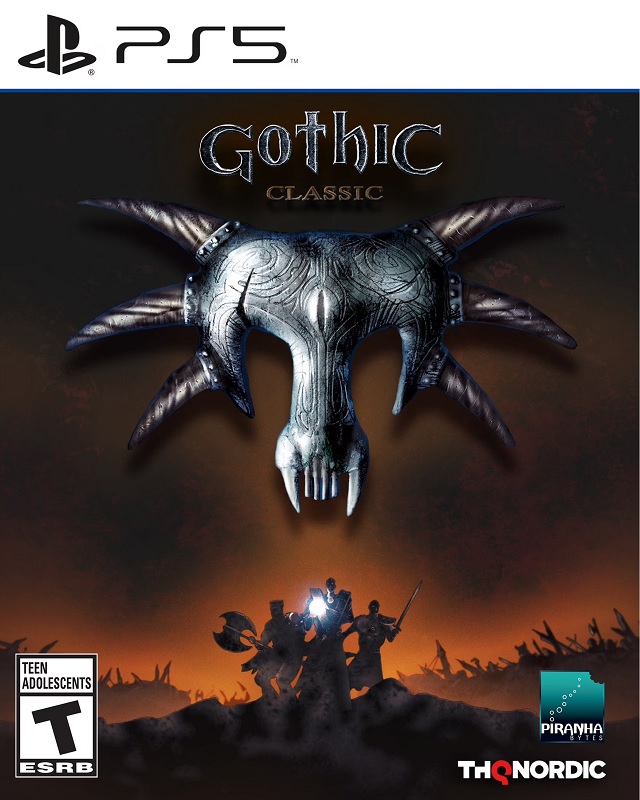 PS5
GOTHIC
CLASSIC
TEEN
ADOLESCENTS
T
ESRB
PIRANHA
BYTES
THQNORDIC